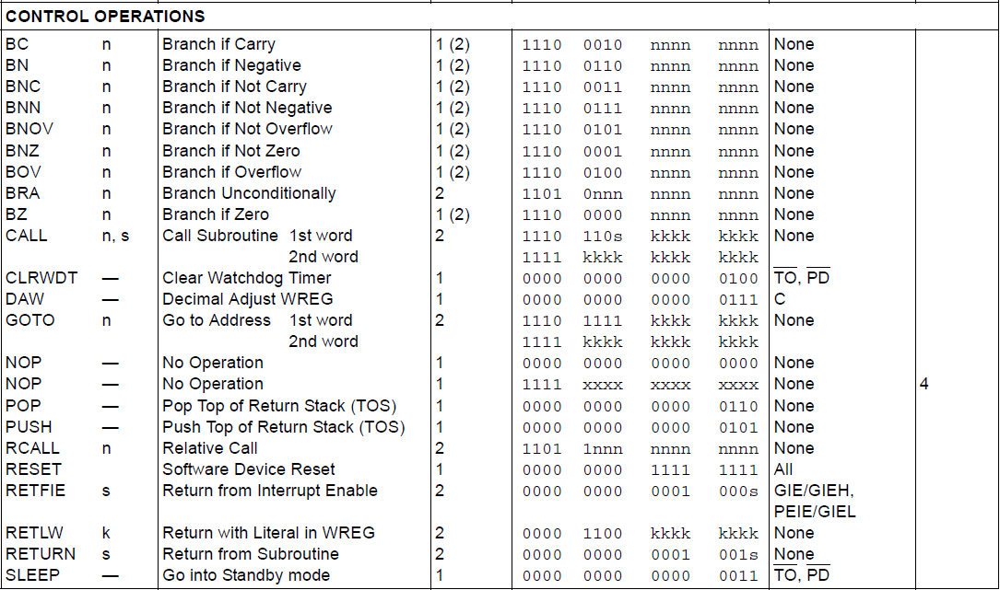 CONTROL OPERATIONS
BC n Branch if Carry 1 (2) 1110 0010 nnnn nnnn None
BN n Branch if Negative 1 (2) 1110 0110 nnnn nnnn None
BNC n Branch if Not Carry 1 (2) 1110 0011 nnnn nnnn None
BNN n Branch if Not Negative 1 (2) 1110 0111 nnnn nnnn None
BNOV n Branch if Not Overflow 1 (2) 1110 0101 nnnn nnnn None
BNZ n Branch if Not Zero 1 (2) 1110 0001 nnnn nnnn None
BOV n Branch if Overflow 1 (2) 1110 0100 nnnn nnnn None
BRA n Branch Unconditionally 2 1101 0nnn nnnn nnnn None
BZ n Branch if Zero 1 (2) 1110 0000 nnnn nnnn None
CALL n, s Call Subroutine 1st word 2 1110 110s kkkk kkkk None
2nd word 1111 kkkk kkkk kkkk
CLRWDT — Clear Watchdog Timer 1 0000 0000 0000 0100 T̅O̅, P̅D̅
DAW — Decimal Adjust WREG 1 0000 0000 0000 0111 C
GOTO n Go to Address 1st word 2 1110 1111 kkkk kkkk None
2nd word 1111 kkkk kkkk kkkk
NOP — No Operation 1 0000 0000 0000 0000 None
NOP — No Operation 1 1111 xxxx xxxx xxxx None 4
POP — Pop Top of Return Stack (TOS) 1 0000 0000 0000 0110 None
PUSH — Push Top of Return Stack (TOS) 1 0000 0000 0000 0101 None
RCALL n Relative Call 2 1101 1nnn nnnn nnnn None
RESET Software Device Reset 1 0000 0000 1111 1111 All
RETFIE s Return from Interrupt Enable 2 0000 0000 0001 000s GIE/GIEH,
PEIE/GIEL
RETLW k Return with Literal in WREG 2 0000 1100 kkkk kkkk None
RETURN s Return from Subroutine 2 0000 0000 0001 001s None
SLEEP — Go into Standby mode 1 0000 0000 0000 0011 T̅O̅, P̅D̅